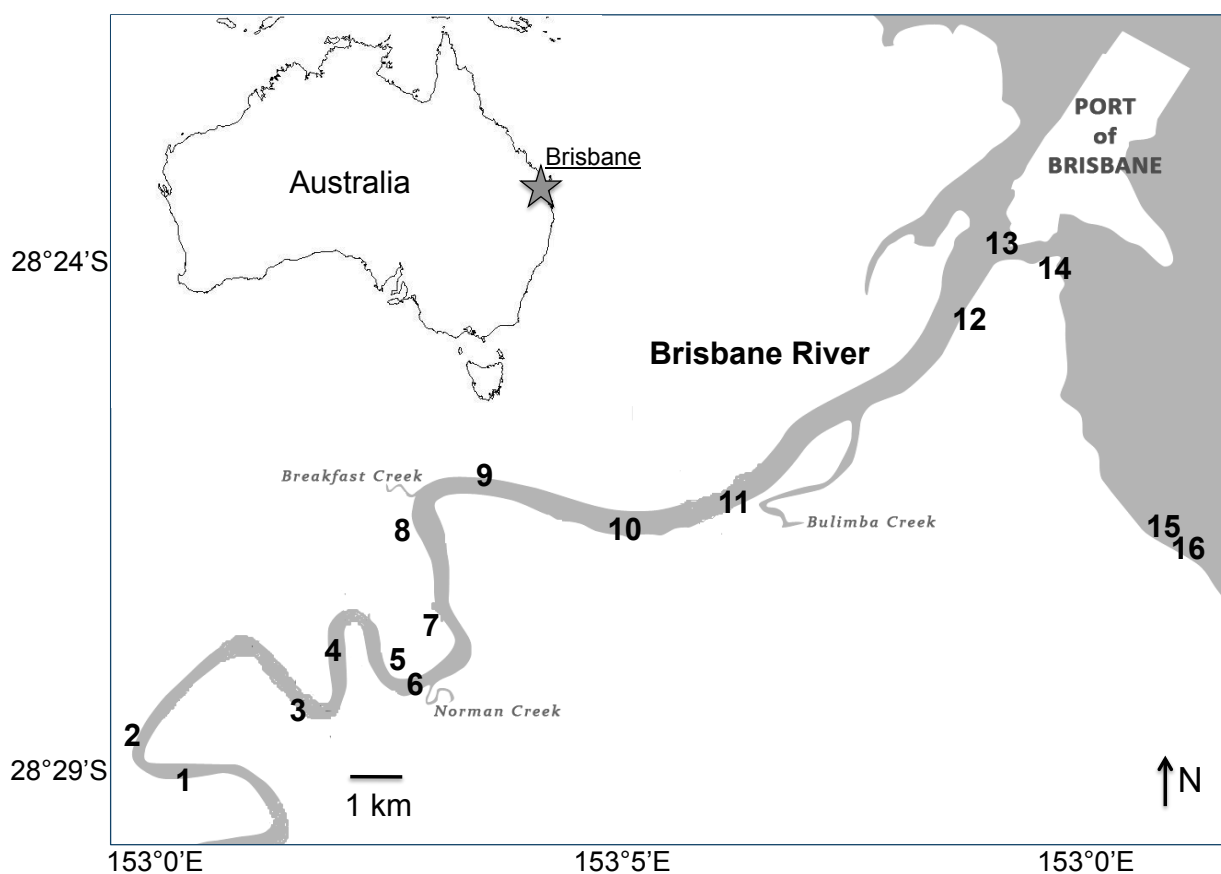 Brisbane
Australia
PORT
of
BRISBANE
28°24'S
13
14
12
Brisbane River
Breakfast Creek
9
8
10
11
Bulimba Creek
15
16
7
4
5
6
3
Norman Creek
2
1
28°29'S
1 km
N
153°0'E
153°5'E
153°0'E